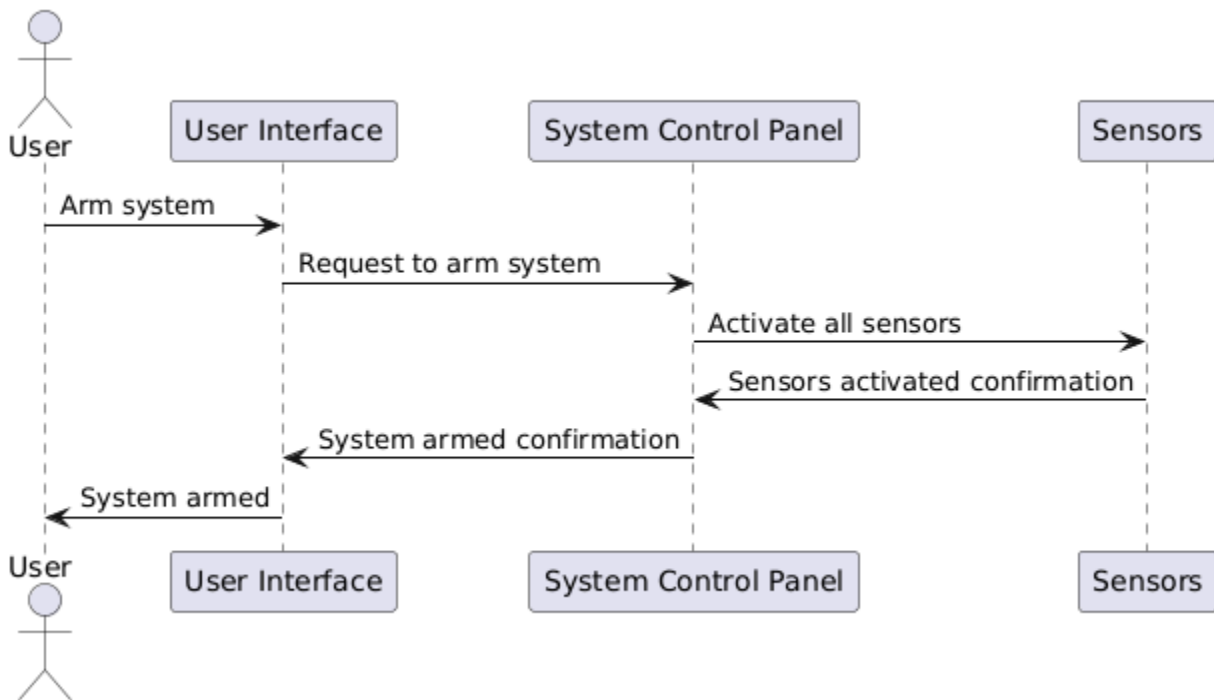 User
User Interface
System Control Panel
Sensors
Arm system
Request to arm system
Activate all sensors
Sensors activated confirmation
System armed confirmation
System armed
User
User Interface
System Control Panel
Sensors